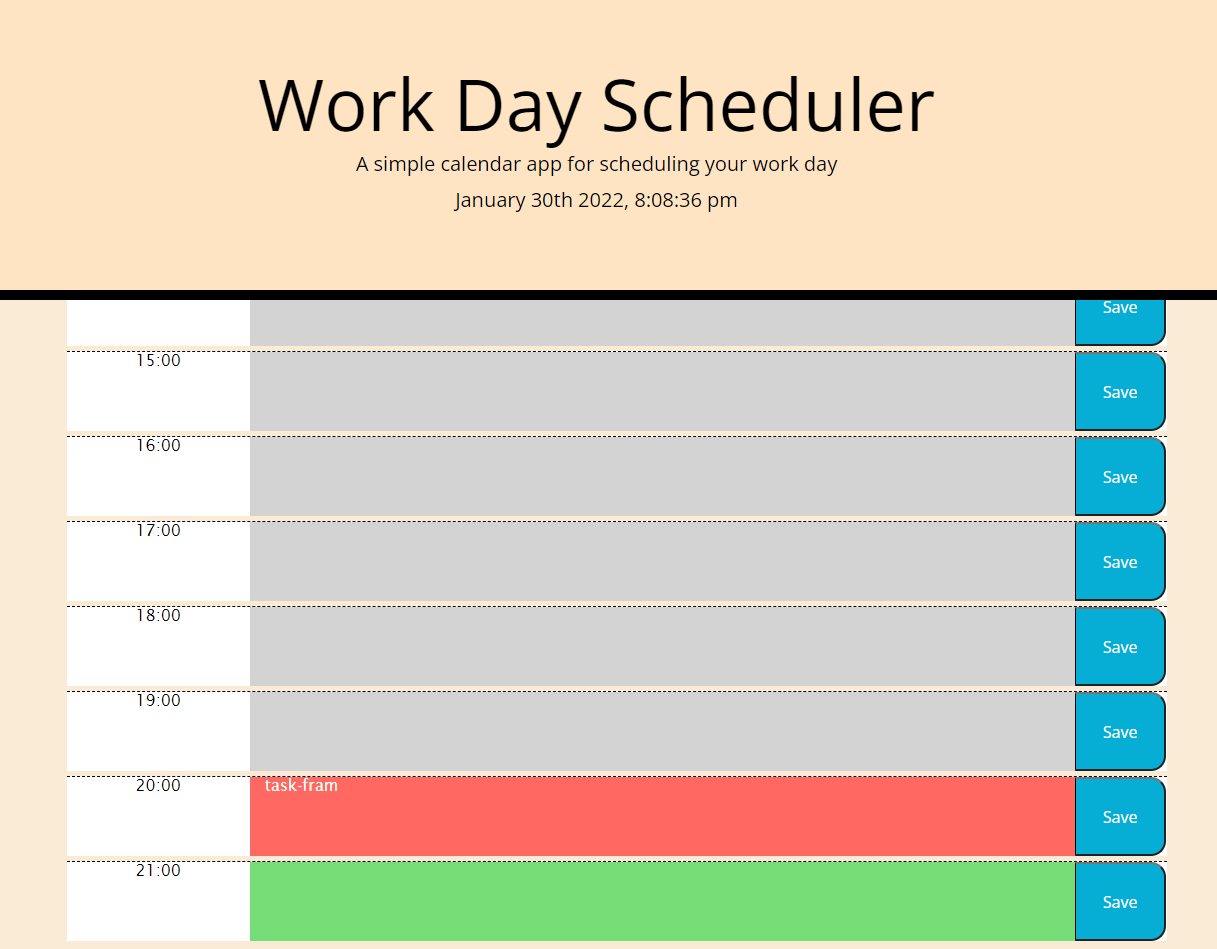 Work Day Scheduler
A simple calendar app for scheduling your work day
January 30th 2022, 8:08:36 pm
Save
15:00 Save
16:00 Save
17:00 Save
18:00 Save
19:00 Save
20:00 task-fram Save
21:00 Save